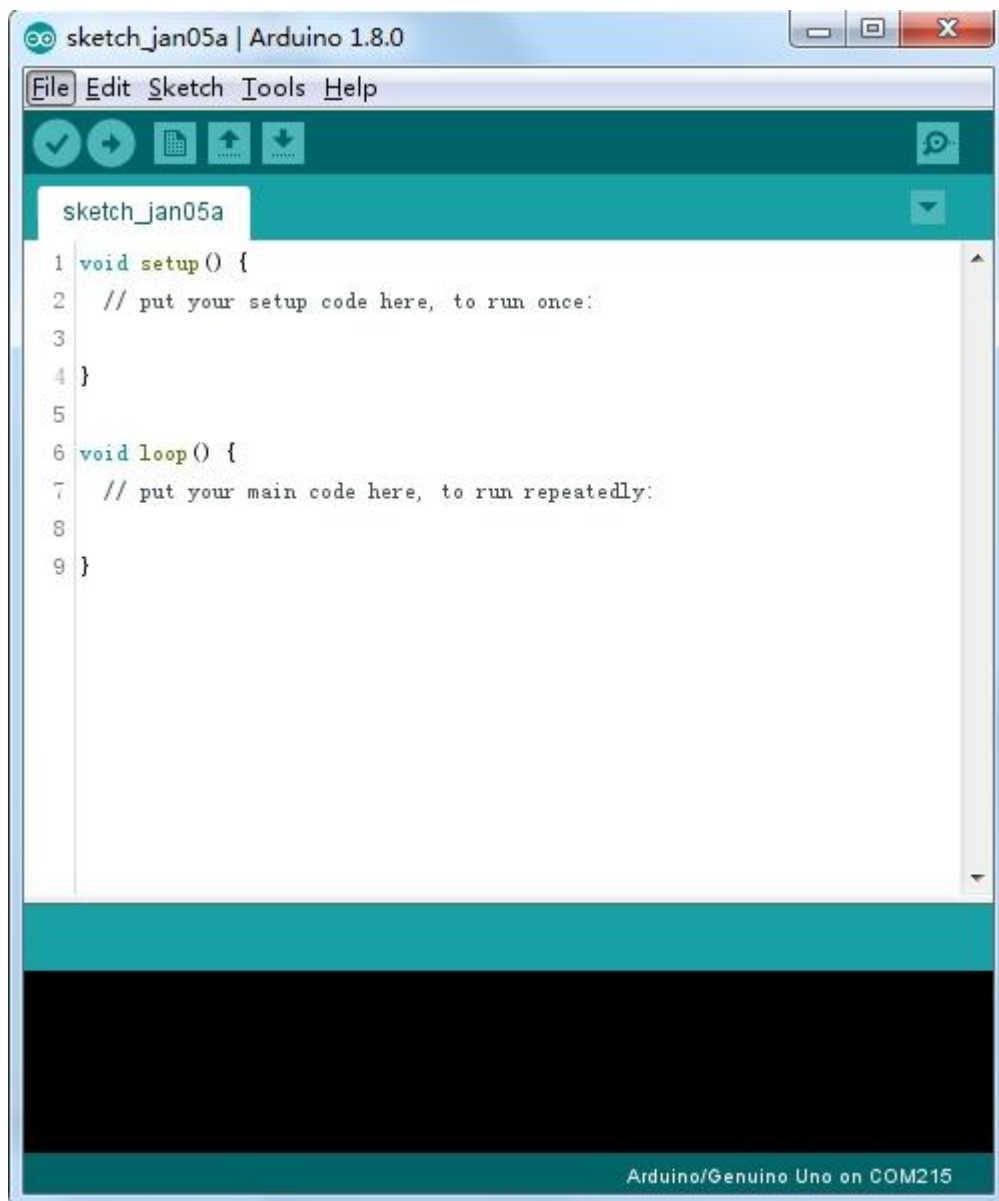 sketch_jan05a | Arduino 1.8.0
File Edit Sketch Tools Help
sketch_jan05a
1 void setup() {
2   // put your setup code here, to run once:
3
4 }
5
6 void loop() {
7   // put your main code here, to run repeatedly:
8
9 }
Arduino/Genuino Uno on COM215